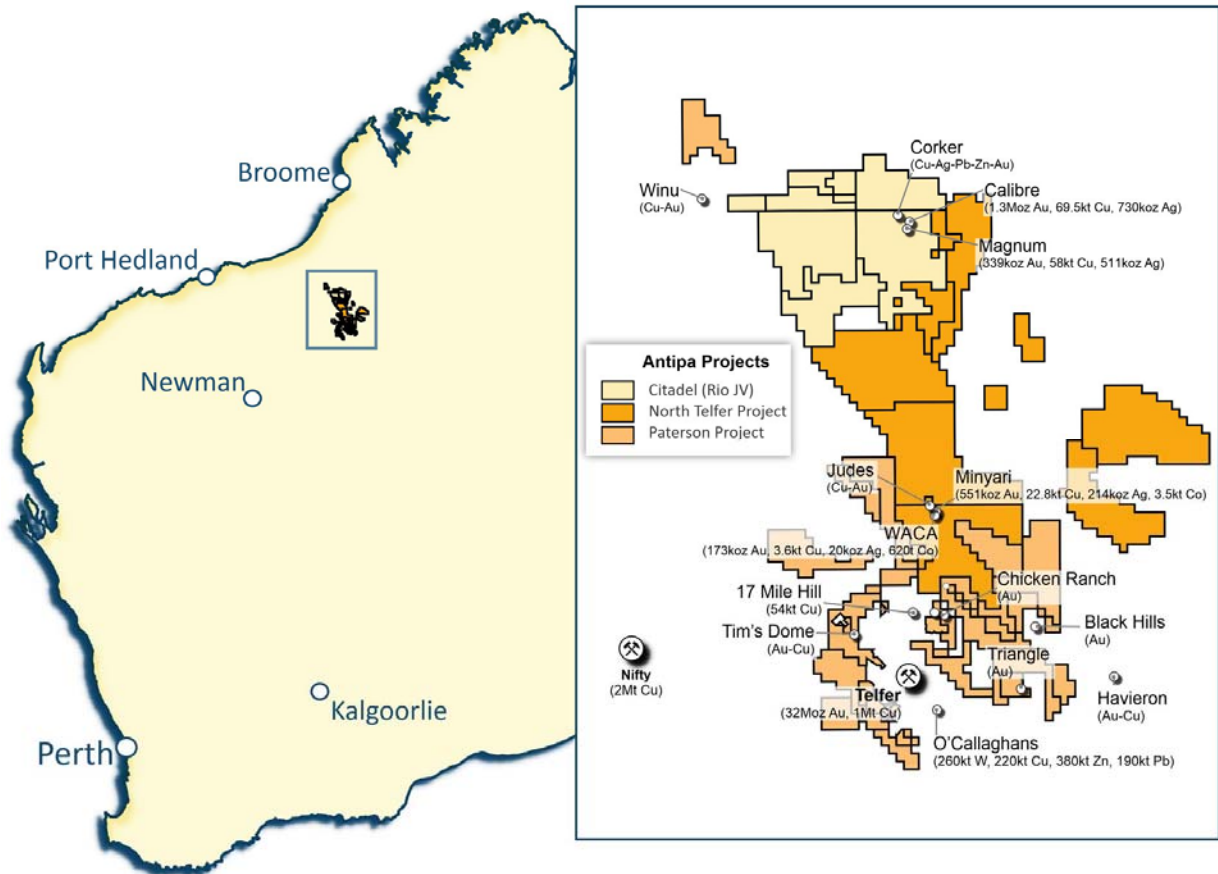 Broome
Port Hedland
Newman
Kalgoorlie
Perth
Corker
(Cu-Ag-Pb-Zn-Au)
Winu
(Cu-Au)
Calibre
(1.3Moz Au, 69.5kt Cu, 730koz Ag)
Magnum
(339koz Au, 58kt Cu, 511koz Ag)
Antipa Projects
Citadel (Rio JV)
North Telfer Project
Paterson Project
Judes
(Cu-Au)
Minyari
(551koz Au, 22.8kt Cu, 214koz Ag, 3.5kt Co)
WACA
(173koz Au, 3.6kt Cu, 20koz Ag, 620t Co)
Chicken Ranch
(Au)
17 Mile Hill
(54kt Cu)
Black Hills
(Au)
Tim's Dome
(Au-Cu)
Triangle
(Au)
Nifty
(2Mt Cu)
Telfer
(32Moz Au, 1Mt Cu)
Havieron
(Au-Cu)
O'Callaghans
(260kt W, 220kt Cu, 380kt Zn, 190kt Pb)